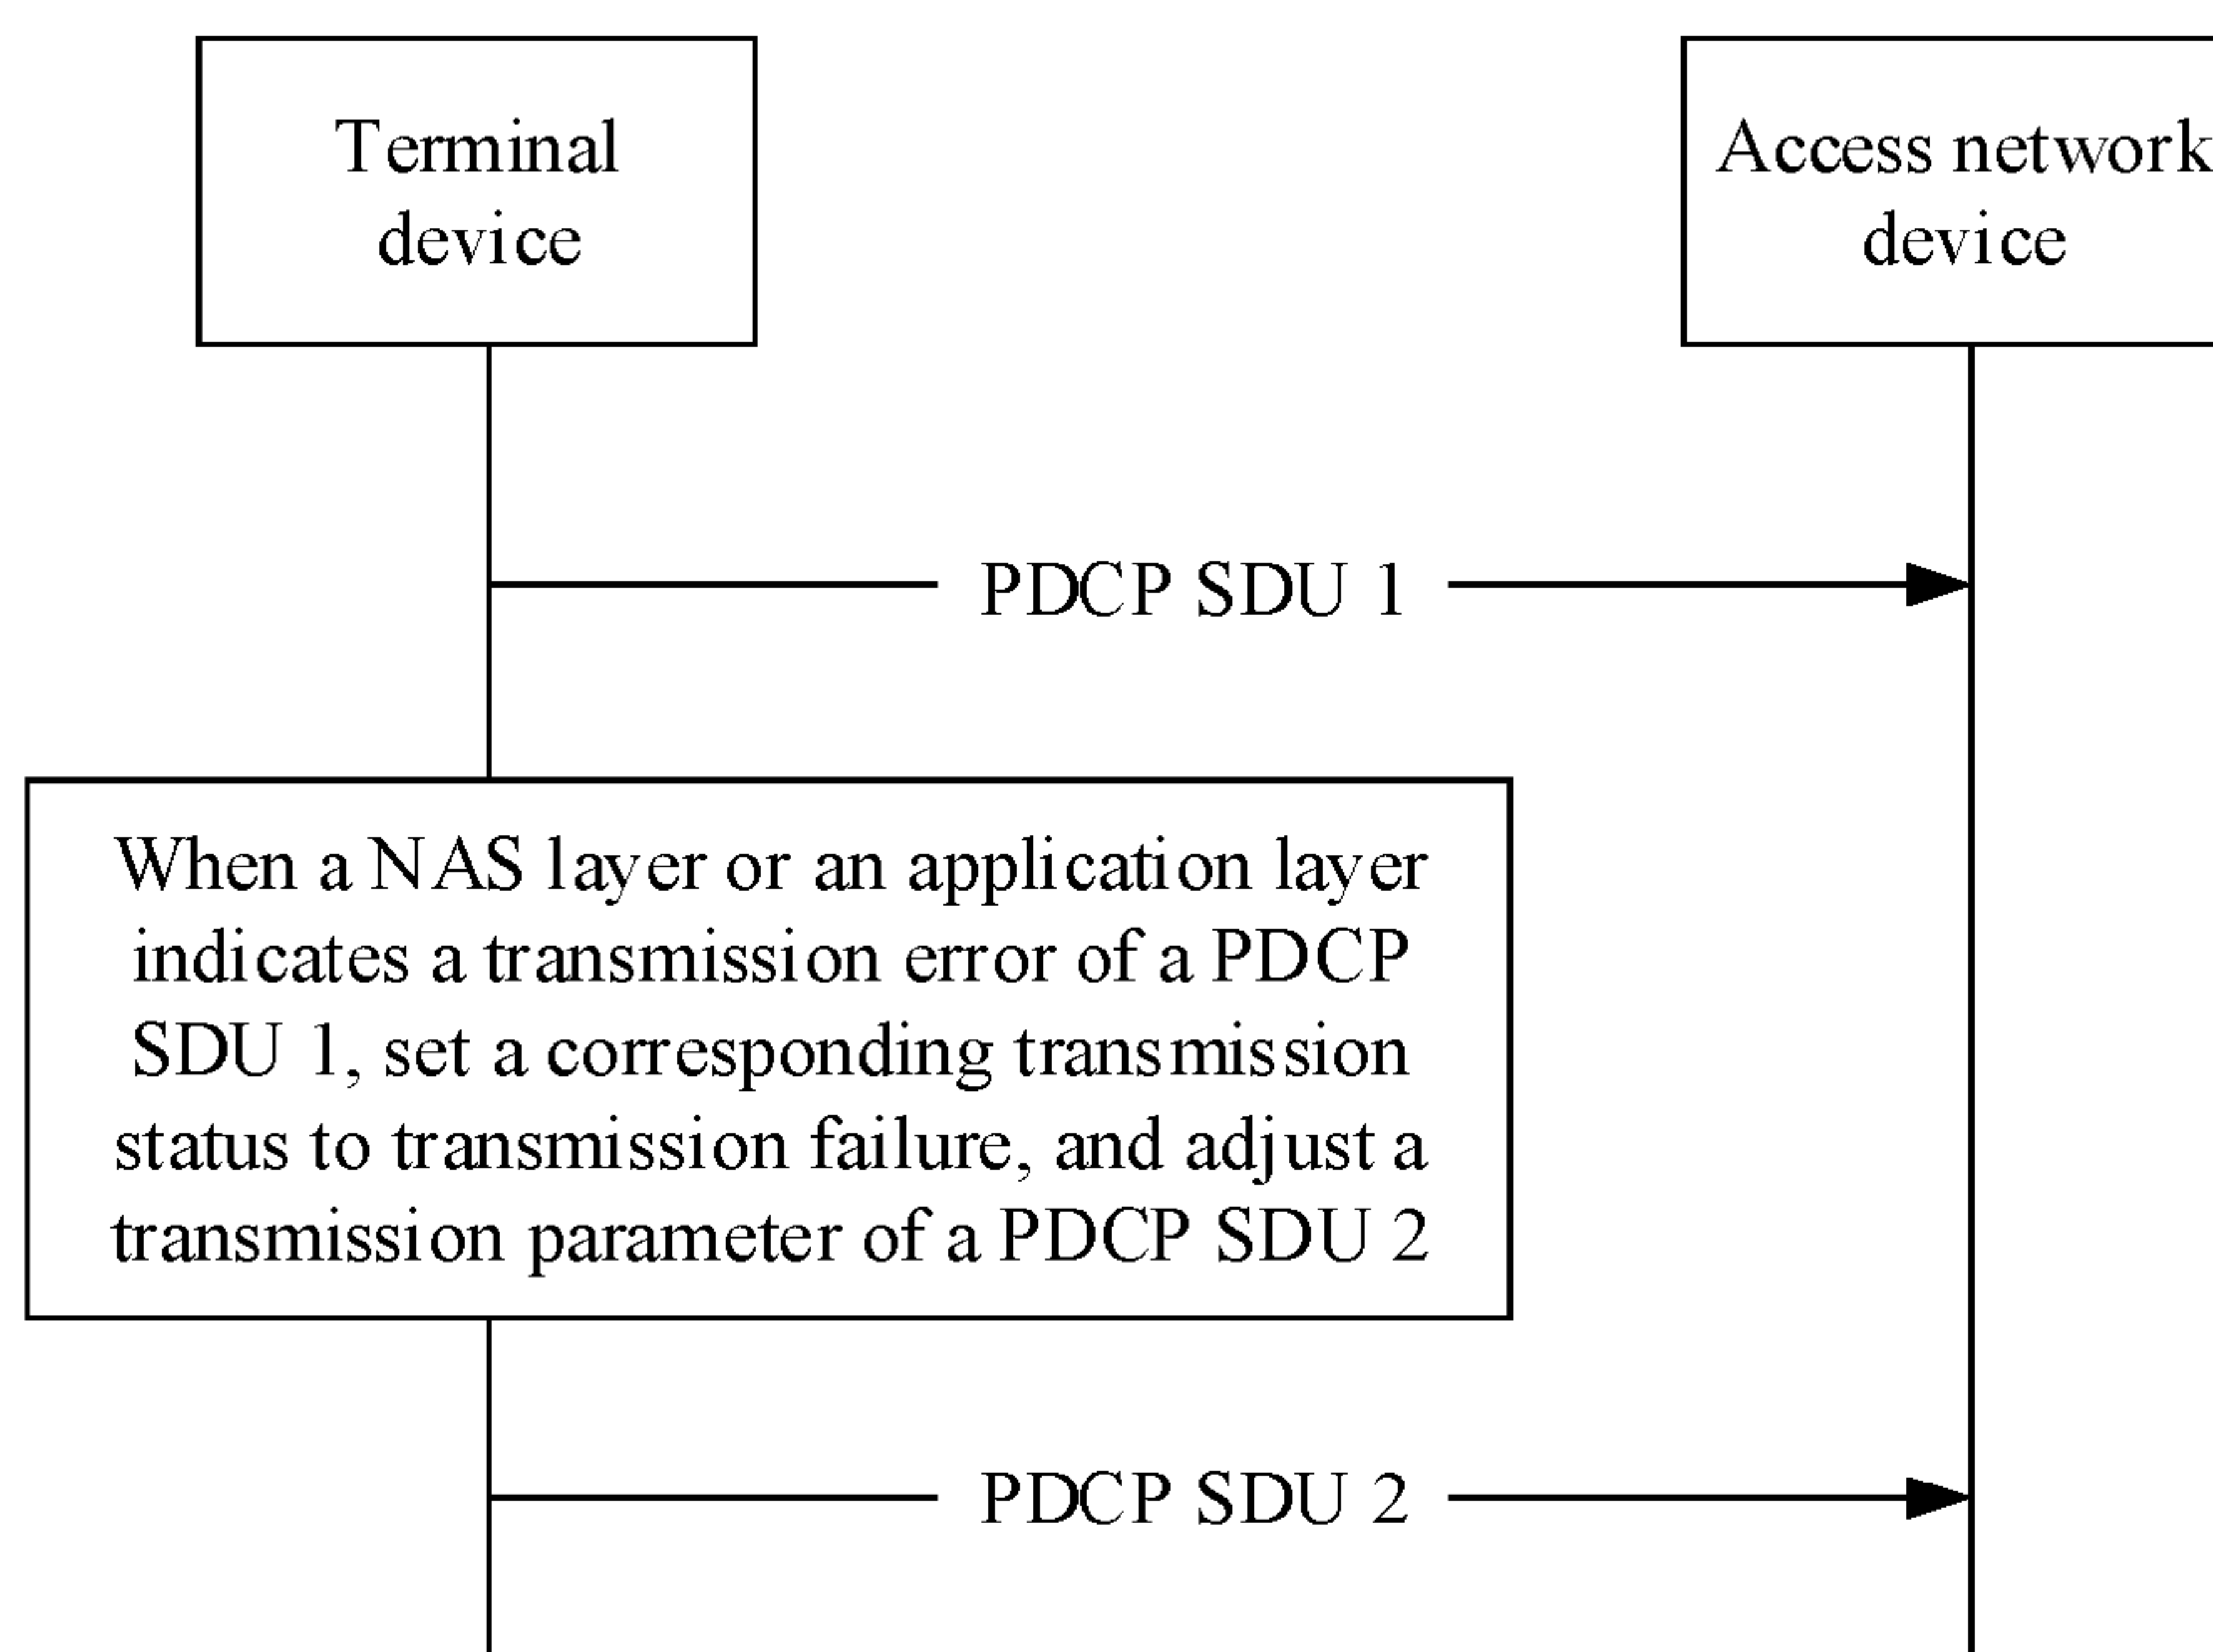 Terminal
device
Access network
device
PDCP SDU 1
When a NAS layer or an application layer
indicates a transmission error of a PDCP
SDU 1, set a corresponding transmission
status to transmission failure, and adjust a
transmission parameter of a PDCP SDU 2
PDCP SDU 2